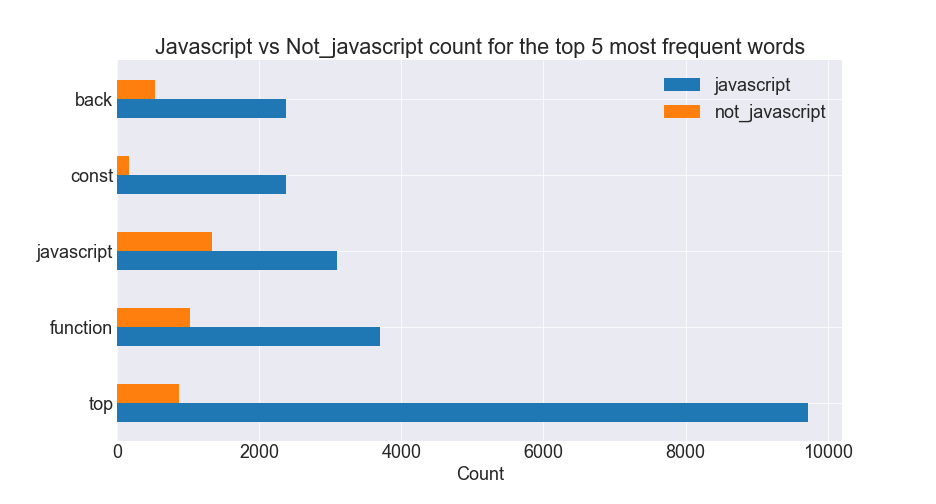 Javascript vs Not_javascript count for the top 5 most frequent words
javascript
not_javascript
back
const
javascript
function
top
0 2000 4000 6000 8000 10000
Count